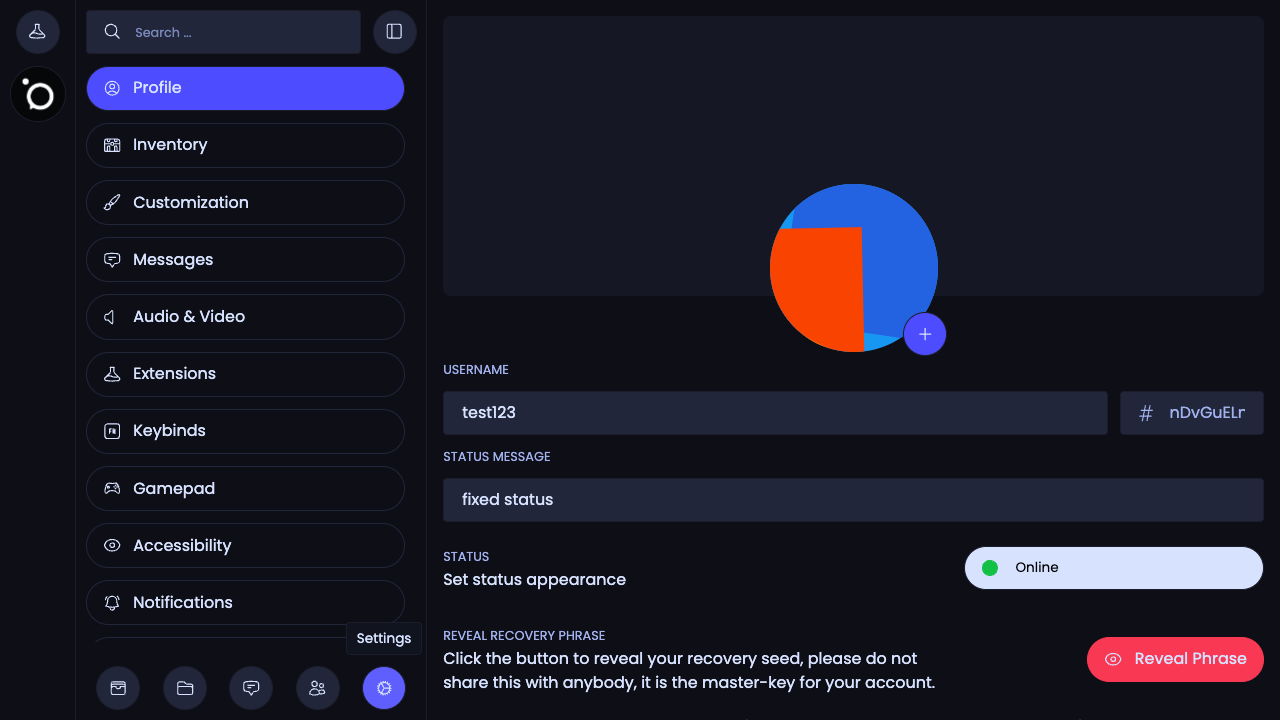 Search ...
Profile
Inventory
Customization
Messages
Audio & Video
Extensions
Keybinds
Gamepad
Accessibility
Notifications
Settings
USERNAME
test123
# nDvGuELr
STATUS MESSAGE
fixed status
STATUS
Set status appearance
Online
REVEAL RECOVERY PHRASE
Click the button to reveal your recovery seed, please do not
share this with anybody, it is the master-key for your account.
Reveal Phrase